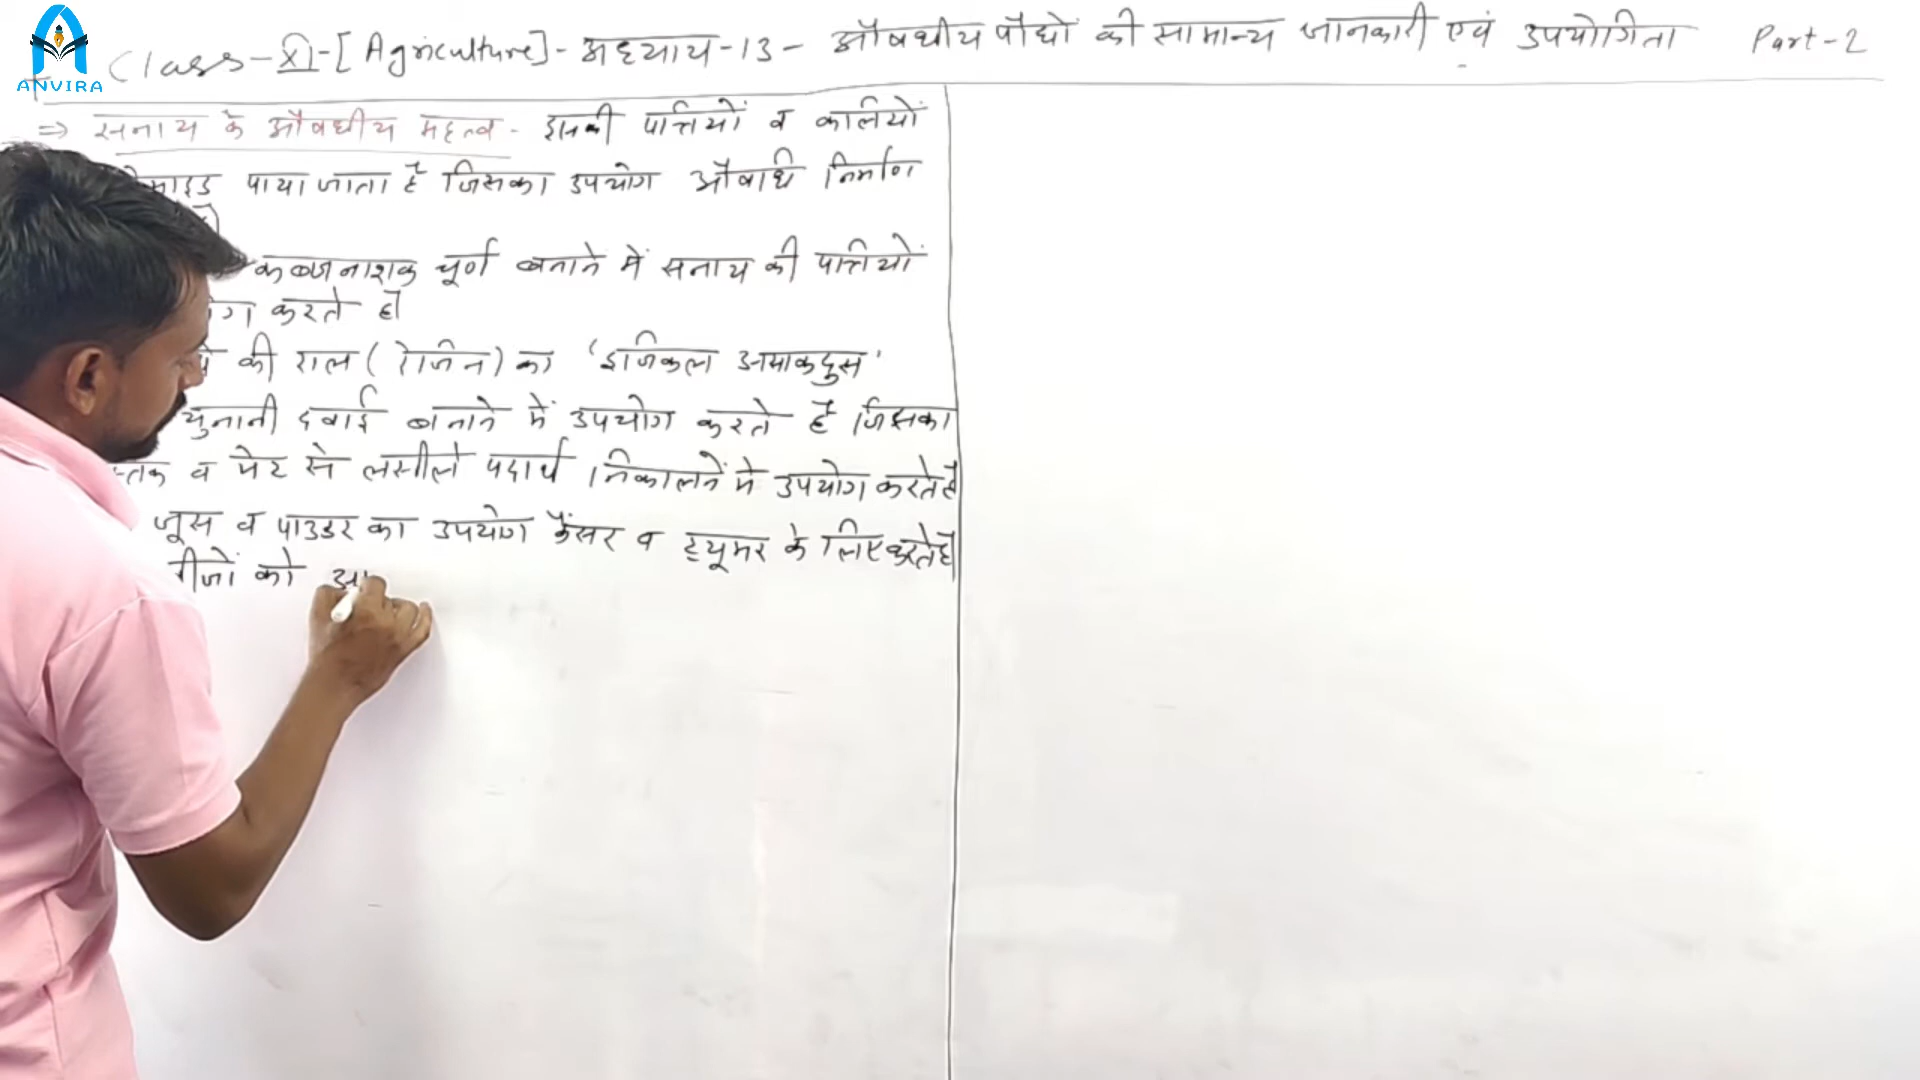 ANVIRA
Class-XI-[Agriculture]- अध्याय-13- औषधीय पौधों की सामान्य जानकारी एवं उपयोगिता Part-2
⇒ सनाय के औषधीय महत्व - इसकी पत्तियों व कलियों
पाया जाता है जिसका उपयोग औषधि निर्माण
कब्जनाशक चूर्ण बनाने में सनाय की पत्तियों
करते है
की राल (रेजिन) का 'इजिकल
युनानी दवाई बनाने में उपयोग करते है जिसका
व पेट से लसीले पदार्थ निकालने मे उपयोग करते है
जूस व पाउडर का उपयोग कैंसर व ट्यूमर के लिए करते है
को